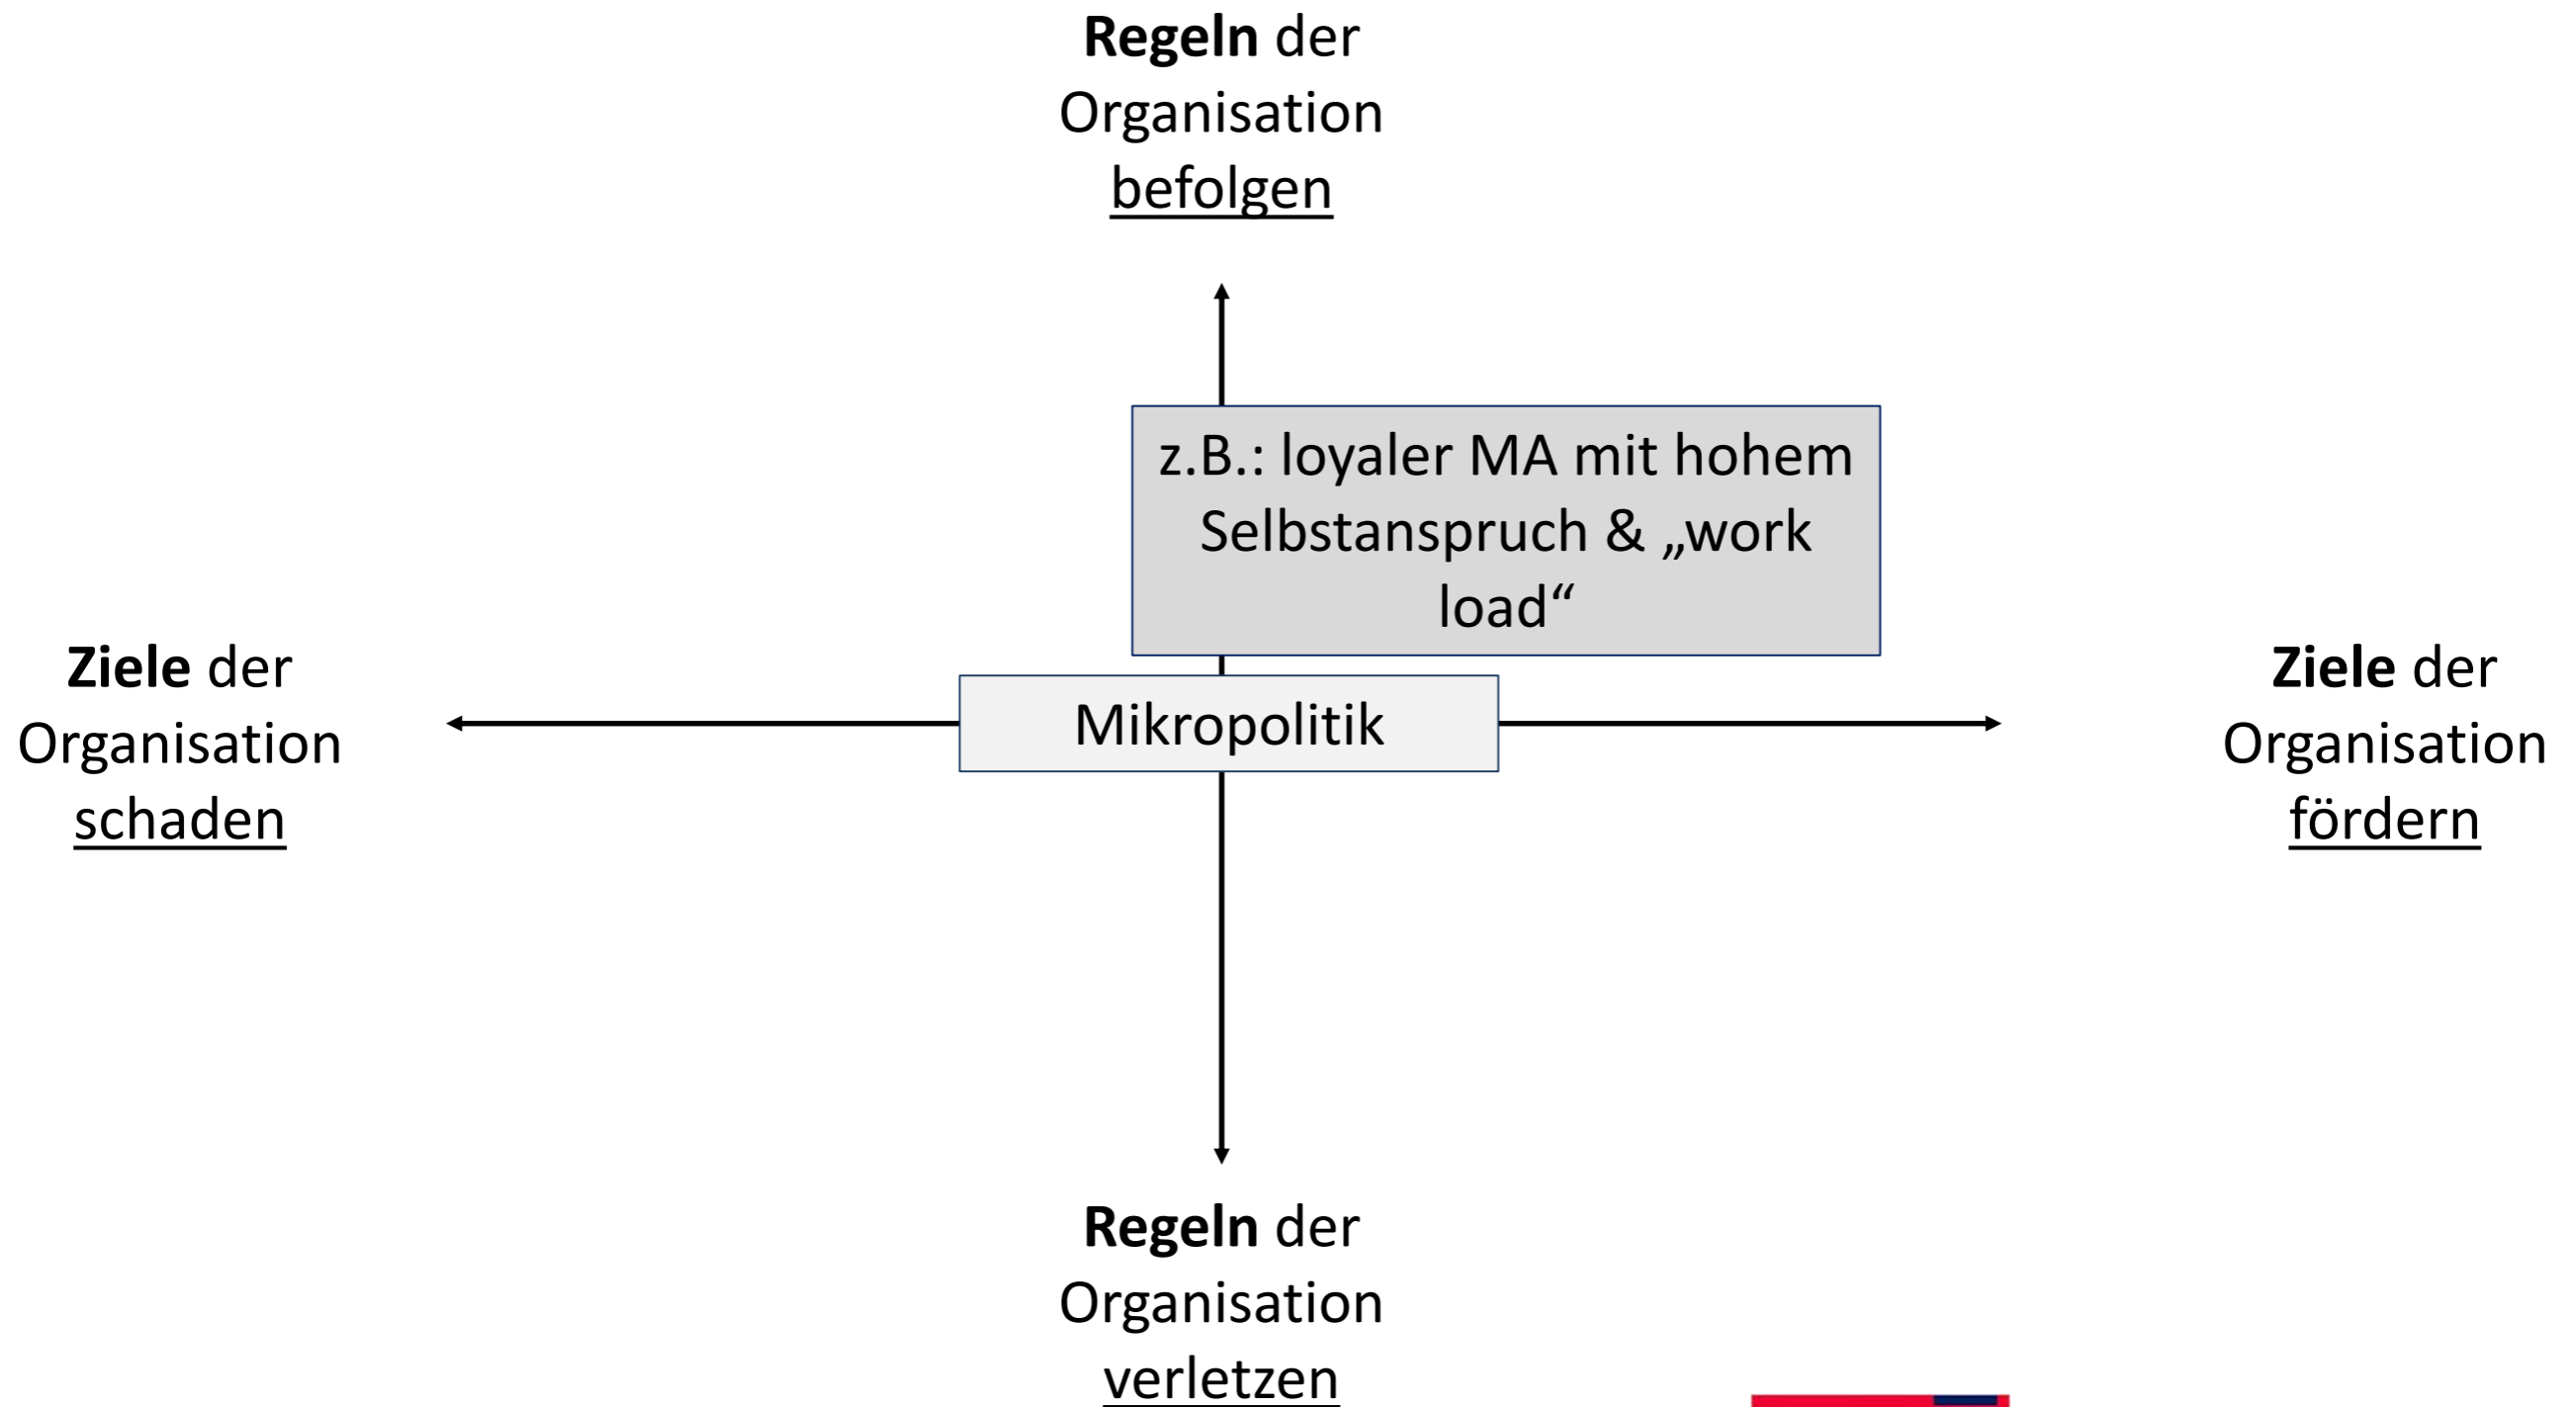 Regeln der
Organisation
befolgen
z.B.: loyaler MA mit hohem
Selbstanspruch & „work
load“
Ziele der
Organisation
schaden
Mikropolitik
Ziele der
Organisation
fördern
Regeln der
Organisation
verletzen